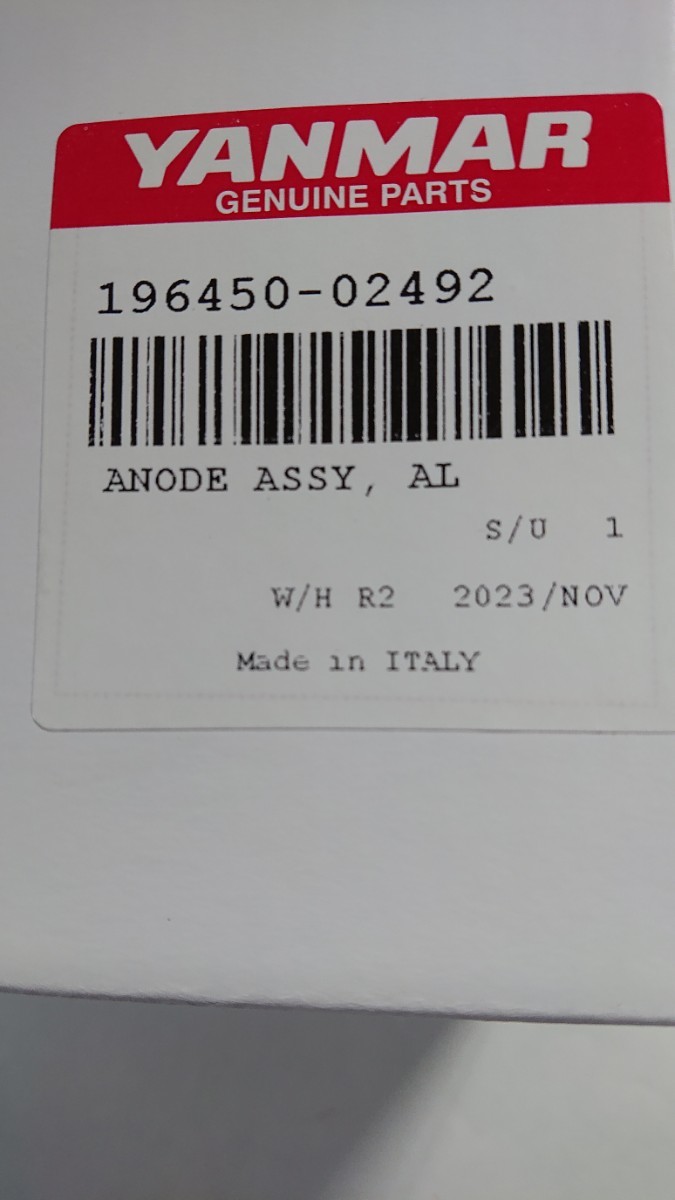 YANMAR
GENUINE PARTS
196450-02492
ANODE ASSY, AL
S/U 1
W/H R2 2023/NOV
Made in ITALY